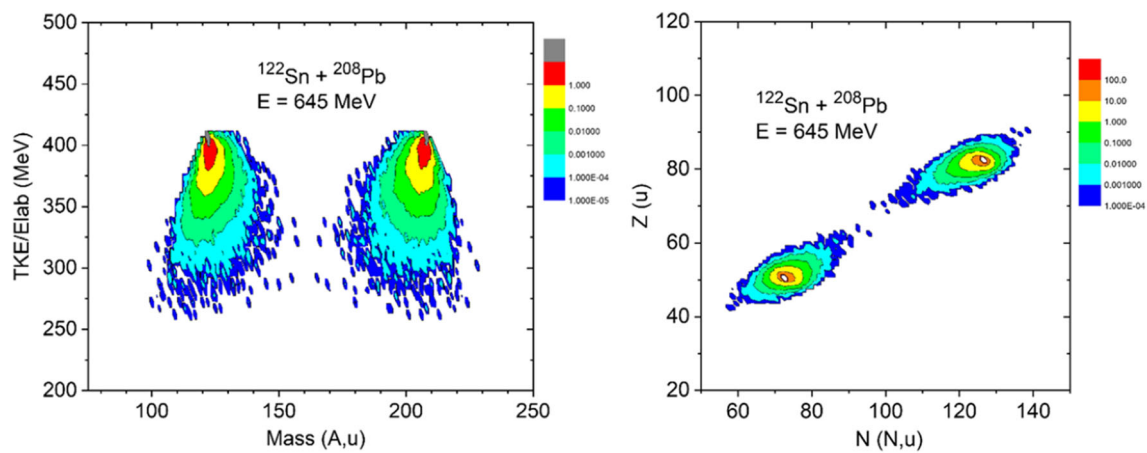 500
450
400
350
300
250
200
TKE/Elab (MeV)
¹²²Sn + ²⁰⁸Pb
E = 645 MeV
1.000
0.1000
0.01000
0.001000
1.000E-04
1.000E-05
100 150 200 250
Mass (A,u)
120
100
80
60
40
20
Z (u)
¹²²Sn + ²⁰⁸Pb
E = 645 MeV
100.0
10.00
1.000
0.1000
0.01000
0.001000
1.000E-04
60 80 100 120 140
N (N,u)